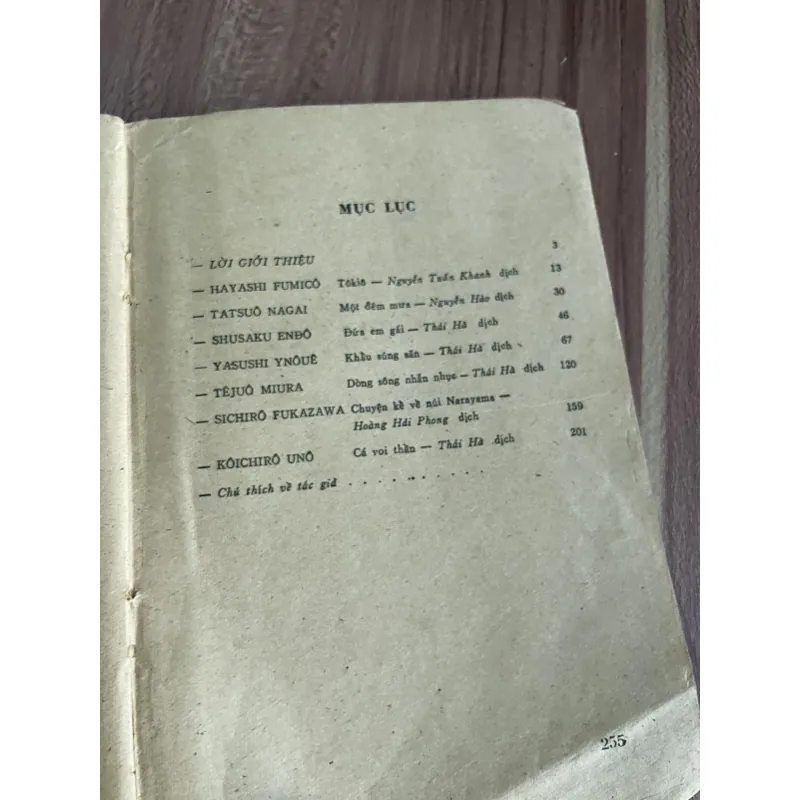 MỤC LỤC
— LỜI GIỚI THIỆU 3
— HAYASHI FUMICÔ Tôkiô — Nguyễn Tuấn Khanh dịch 13
— TATSUÔ NAGAI Một đêm mưa — Nguyễn Hào dịch 30
— SHUSAKU ENĐÔ Đứa em gái — Thái Hà dịch 46
— YASUSHI YNÔUÊ Khẩu súng săn — Thái Hà dịch 67
— TÊJUÔ MIURA Dòng sông nhẫn nhục — Thái Hà dịch 120
— SICHIRÔ FUKAZAWA Chuyện kể về núi Narayama —
Hoàng Hải Phong dịch 159
— KÔICHIRÔ UNÔ Cá voi thần — Thái Hà dịch 201
— Chú thích về tác giả . . . . . . . . . .
255